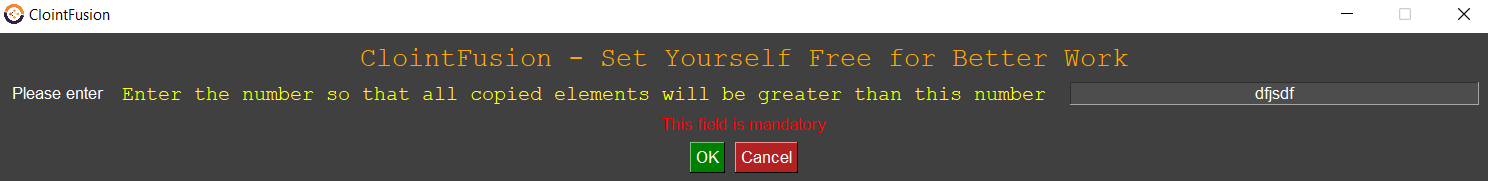 ClointFusion
ClointFusion - Set Yourself Free for Better Work
Please enter Enter the number so that all copied elements will be greater than this number dfjsdf
This field is mandatory
OK Cancel